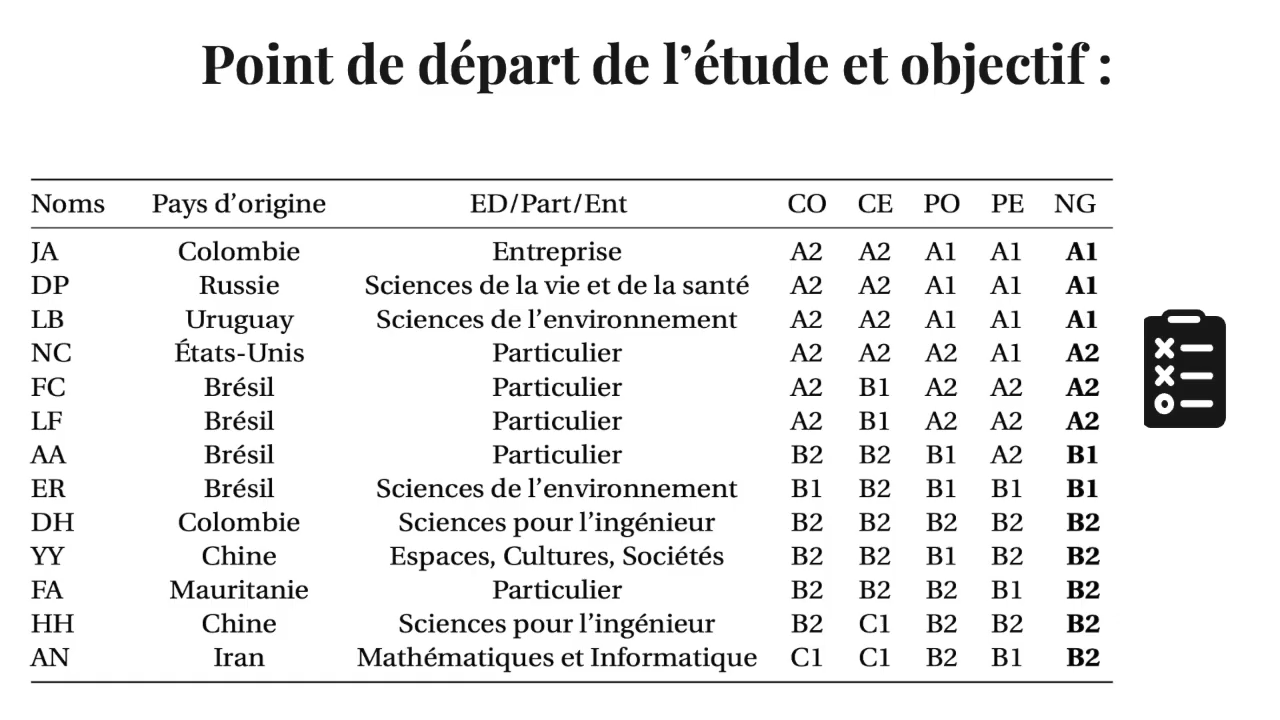 Point de départ de l’étude et objectif :
Noms Pays d’origine ED/Part/Ent CO CE PO PE NG
JA Colombie Entreprise A2 A2 A1 A1 A1
DP Russie Sciences de la vie et de la santé A2 A2 A1 A1 A1
LB Uruguay Sciences de l’environnement A2 A2 A1 A1 A1
NC États-Unis Particulier A2 A2 A2 A1 A2
FC Brésil Particulier A2 B1 A2 A2 A2
LF Brésil Particulier A2 B1 A2 A2 A2
AA Brésil Particulier B2 B2 B1 A2 B1
ER Brésil Sciences de l’environnement B1 B2 B1 B1 B1
DH Colombie Sciences pour l’ingénieur B2 B2 B2 B2 B2
YY Chine Espaces, Cultures, Sociétés B2 B2 B1 B2 B2
FA Mauritanie Particulier B2 B2 B2 B1 B2
HH Chine Sciences pour l’ingénieur B2 C1 B2 B2 B2
AN Iran Mathématiques et Informatique C1 C1 B2 B1 B2